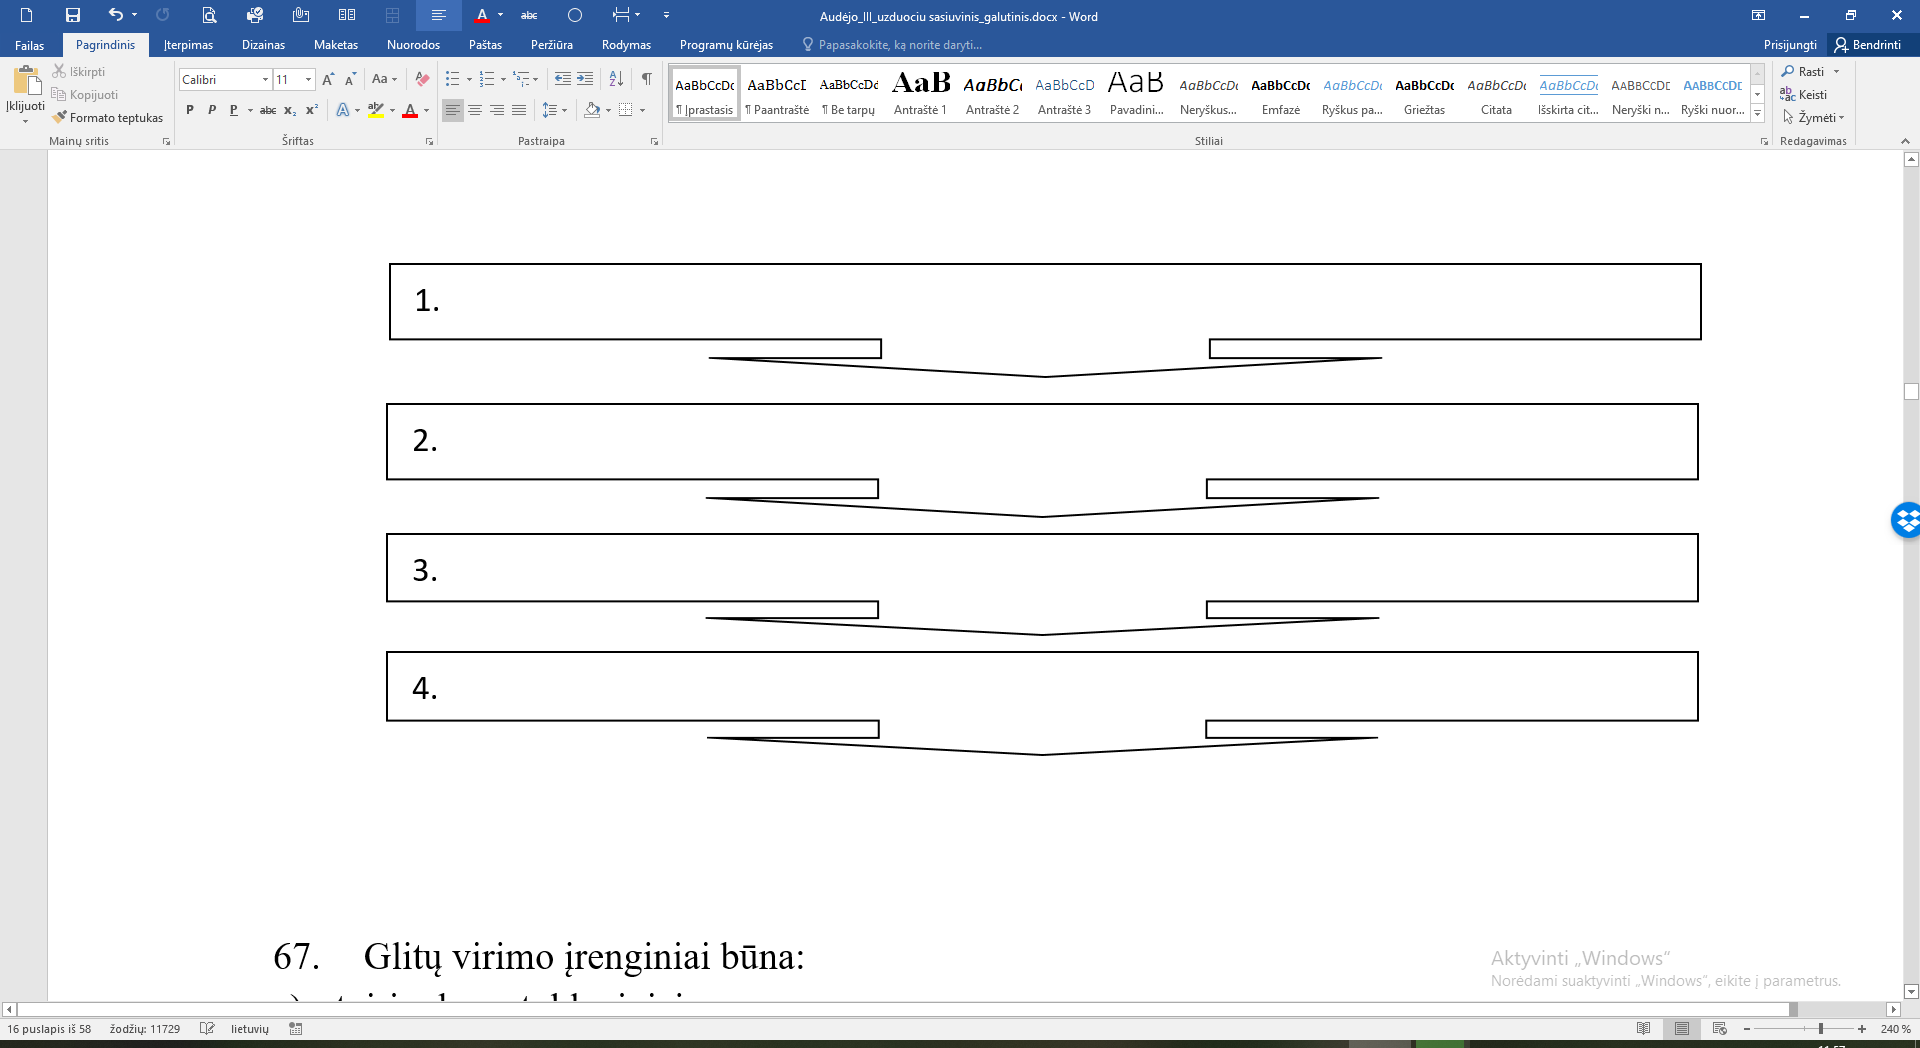 Audėjo_III_uzduociu sasiuvinis_galutinis.docx - Word
Failas Pagrindinis Įterpimas Dizainas Maketas Nuorodos Paštas Peržiūra Rodymas Programų kūrėjas Papasakokite, ką norite daryti... Prisijungti Bendrinti
Įklijuoti
Iškirpti
Kopijuoti
Formato teptukas
Mainų sritis
Calibri 11
Šriftas
Pastraipa
AaBbCcDc AaBbCcI AaBbCcDd AaB AaBbC AaBbCcD AaB AaBbCcDc AaBbCcDc AaBbCcDc AaBbCcDc AaBbCcDc AaBbCcDc AABBCCDE AABBCCDE
¶ Įprastasis ¶ Paantraštė ¶ Be tarpų Antraštė 1 Antraštė 2 Antraštė 3 Pavadini... Neryškus... Emfazė Ryškus pa... Griežtas Citata Išskirta cit... Neryški n... Ryški nuor...
Stiliai
Rasti
Keisti
Žymėti
Redagavimas
1.
2.
3.
4.
67. Glitų virimo įrenginiai būna:
Aktyvinti „Windows“
Norėdami suaktyvinti „Windows“, eikite į parametrus.
16 puslapis iš 58 žodžių: 11729 lietuvių 240 %